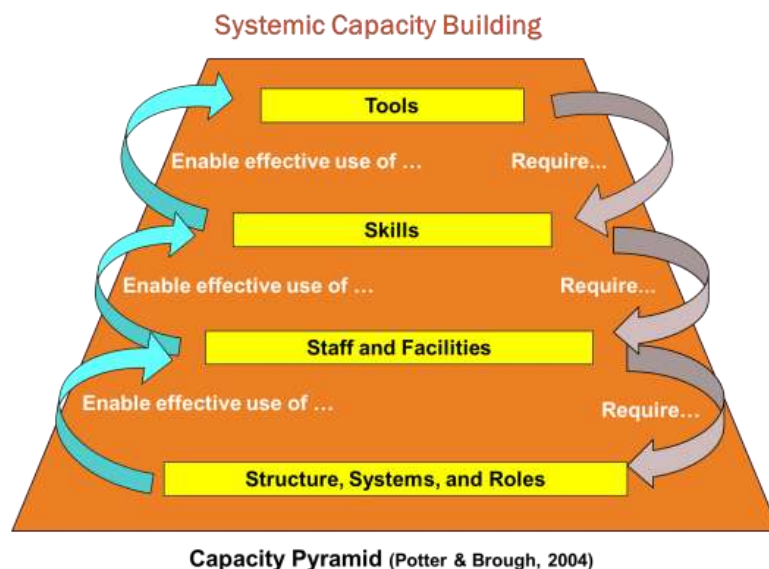 Systemic Capacity Building
Tools
Enable effective use of …
Require...
Skills
Enable effective use of …
Require...
Staff and Facilities
Enable effective use of …
Require…
Structure, Systems, and Roles
Capacity Pyramid (Potter & Brough, 2004)